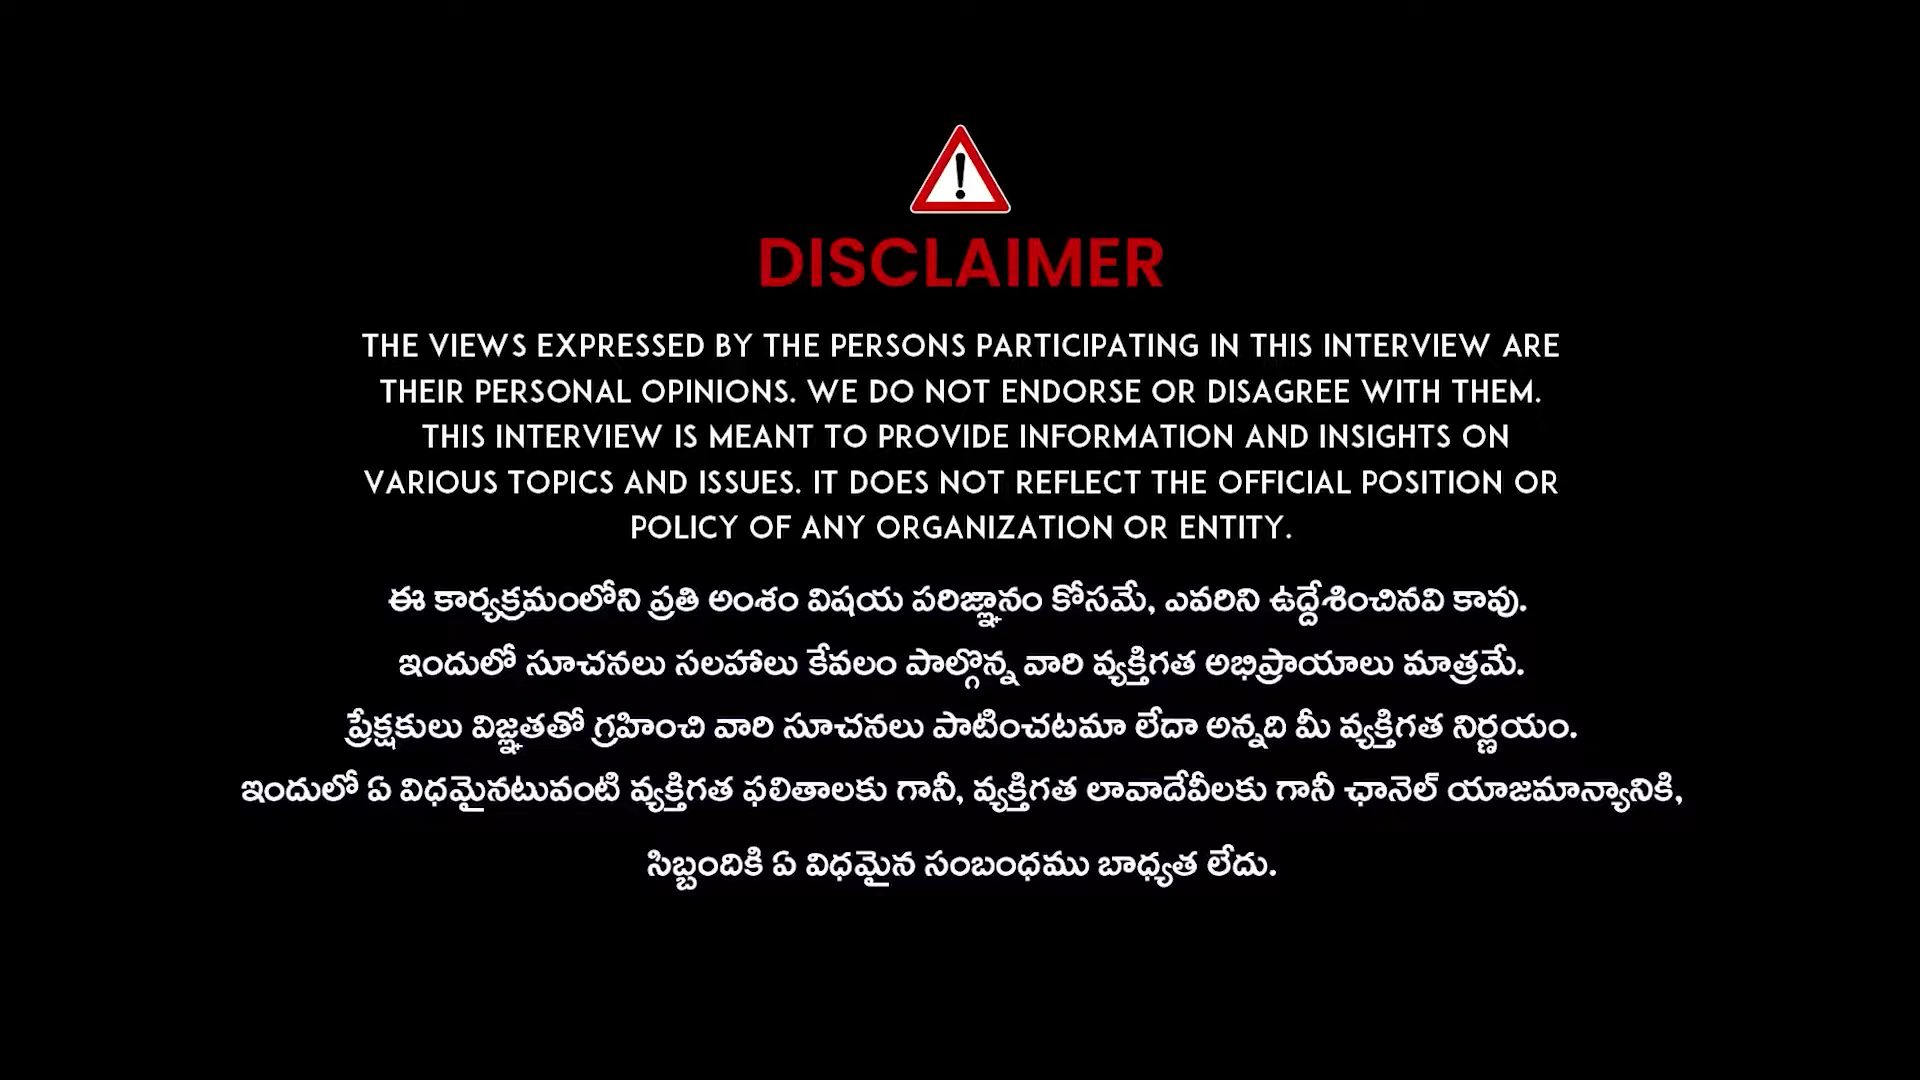 DISCLAIMER
THE VIEWS EXPRESSED BY THE PERSONS PARTICIPATING IN THIS INTERVIEW ARE
THEIR PERSONAL OPINIONS. WE DO NOT ENDORSE OR DISAGREE WITH THEM.
THIS INTERVIEW IS MEANT TO PROVIDE INFORMATION AND INSIGHTS ON
VARIOUS TOPICS AND ISSUES. IT DOES NOT REFLECT THE OFFICIAL POSITION OR
POLICY OF ANY ORGANIZATION OR ENTITY.
ఈ కార్యక్రమంలోని ప్రతి అంశం విషయ పరిజ్ఞానం కోసమే, ఎవరిని ఉద్దేశించినవి కావు.
ఇందులో సూచనలు సలహాలు కేవలం పాల్గొన్న వారి వ్యక్తిగత అభిప్రాయాలు మాత్రమే.
ప్రేక్షకులు విజ్ఞతతో గ్రహించి వారి సూచనలు పాటించటమా లేదా అన్నది మీ వ్యక్తిగత నిర్ణయం.
ఇందులో ఏ విధమైనటువంటి వ్యక్తిగత ఫలితాలకు గానీ, వ్యక్తిగత లావాదేవీలకు గానీ ఛానెల్ యాజమాన్యానికి,
సిబ్బందికి ఏ విధమైన సంబంధము బాధ్యత లేదు.